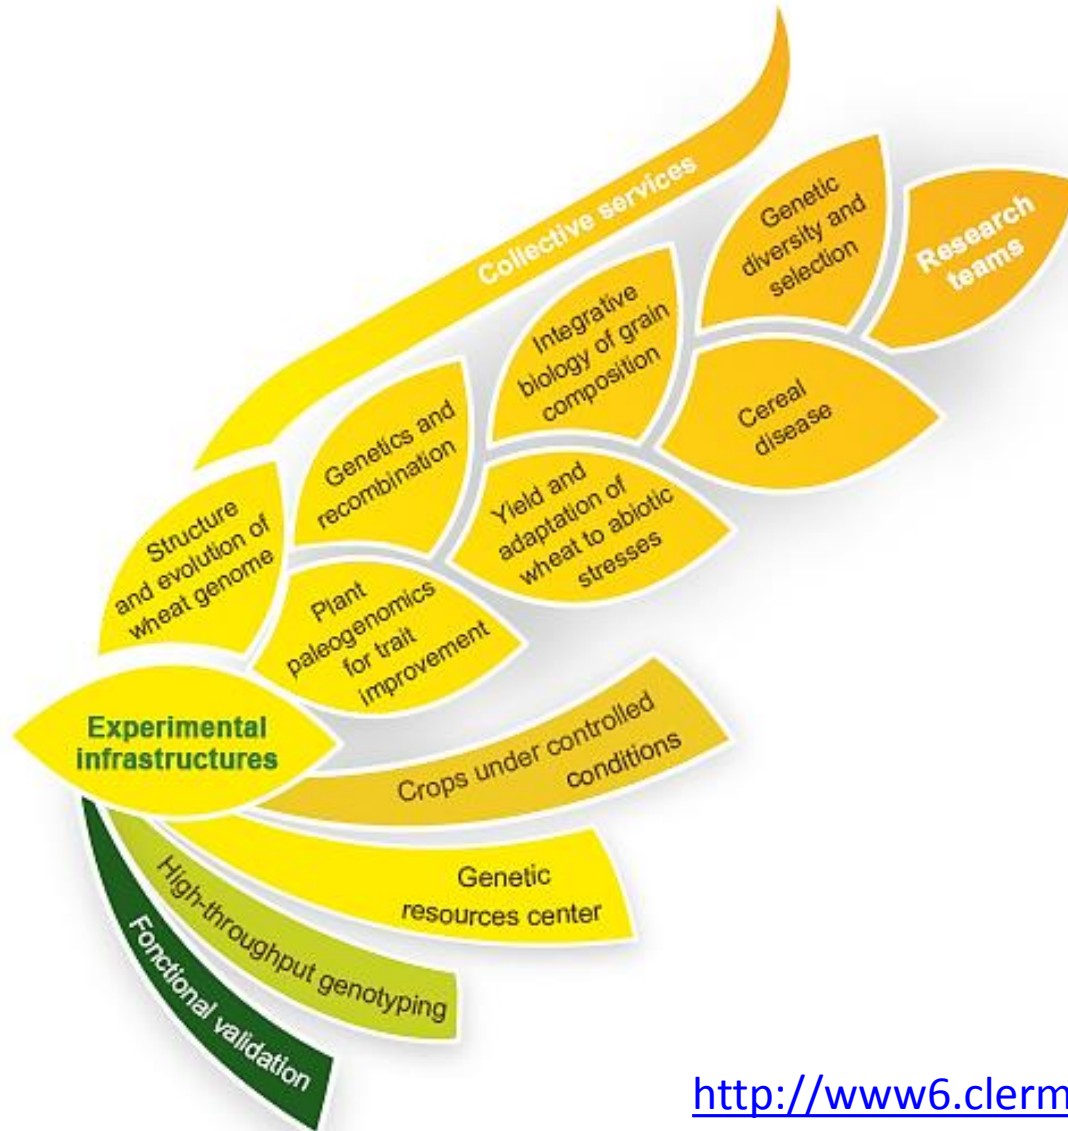 Collective services
Genetic
diversity and
selection
Research
teams
Integrative
biology of grain
composition
Cereal
disease
Genetics and
recombination
Yield and
adaptation of
wheat to abiotic
stresses
Structure
and evolution of
wheat genome
Plant
paleogenomics
for trait
improvement
Experimental
infrastructures
Crops under controlled
conditions
Genetic
resources center
High-throughput genotyping
Fonctional validation
http://www6.clerm